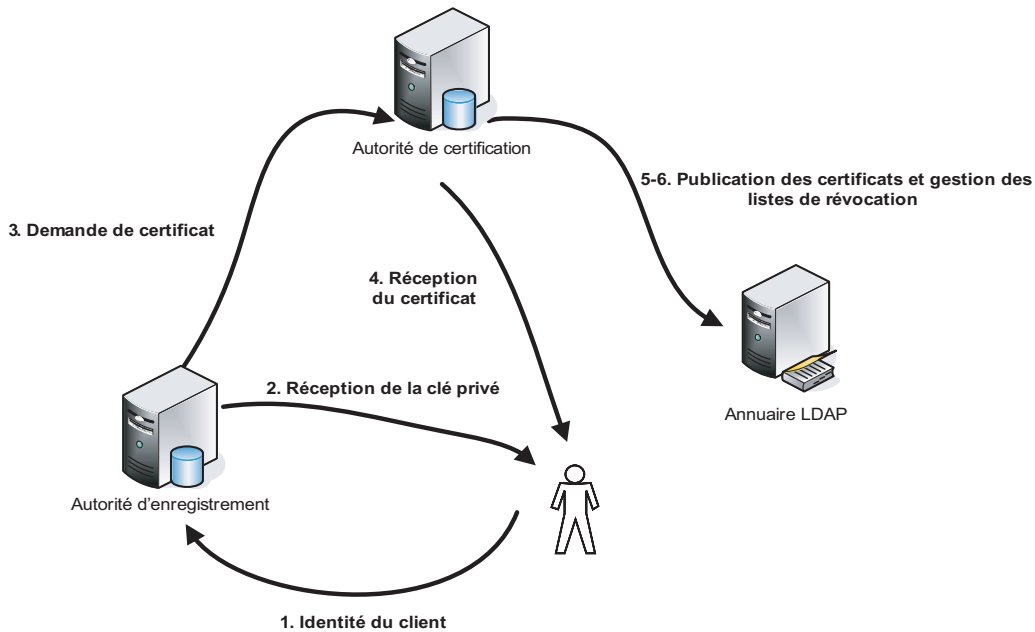 Autorité de certification
5-6. Publication des certificats et gestion des
listes de révocation
3. Demande de certificat
4. Réception
du certificat
2. Réception de la clé privé
Annuaire LDAP
Autorité d'enregistrement
1. Identité du client